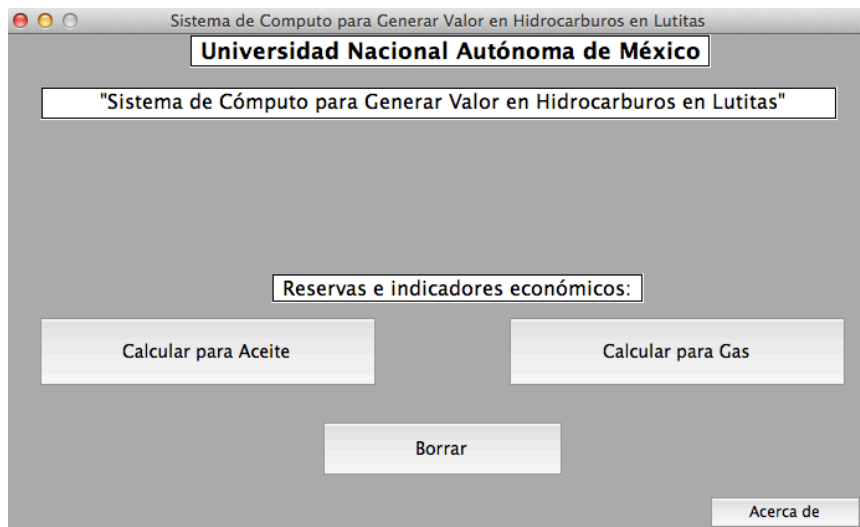 Sistema de Computo para Generar Valor en Hidrocarburos en Lutitas
Universidad Nacional Autónoma de México
"Sistema de Cómputo para Generar Valor en Hidrocarburos en Lutitas"
Reservas e indicadores económicos:
Calcular para Aceite
Calcular para Gas
Borrar
Acerca de